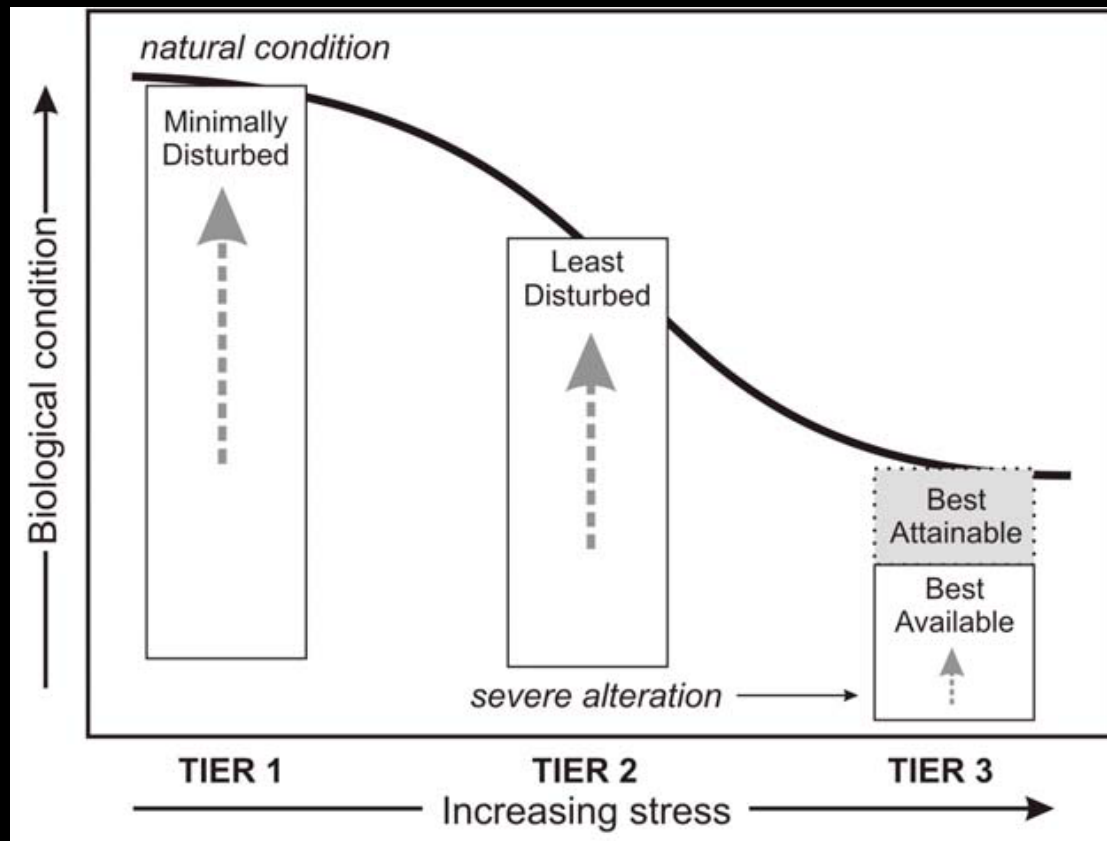 natural condition
Minimally
Disturbed
Least
Disturbed
Best
Attainable
Best
Available
severe alteration
Biological condition
TIER 1
TIER 2
TIER 3
Increasing stress